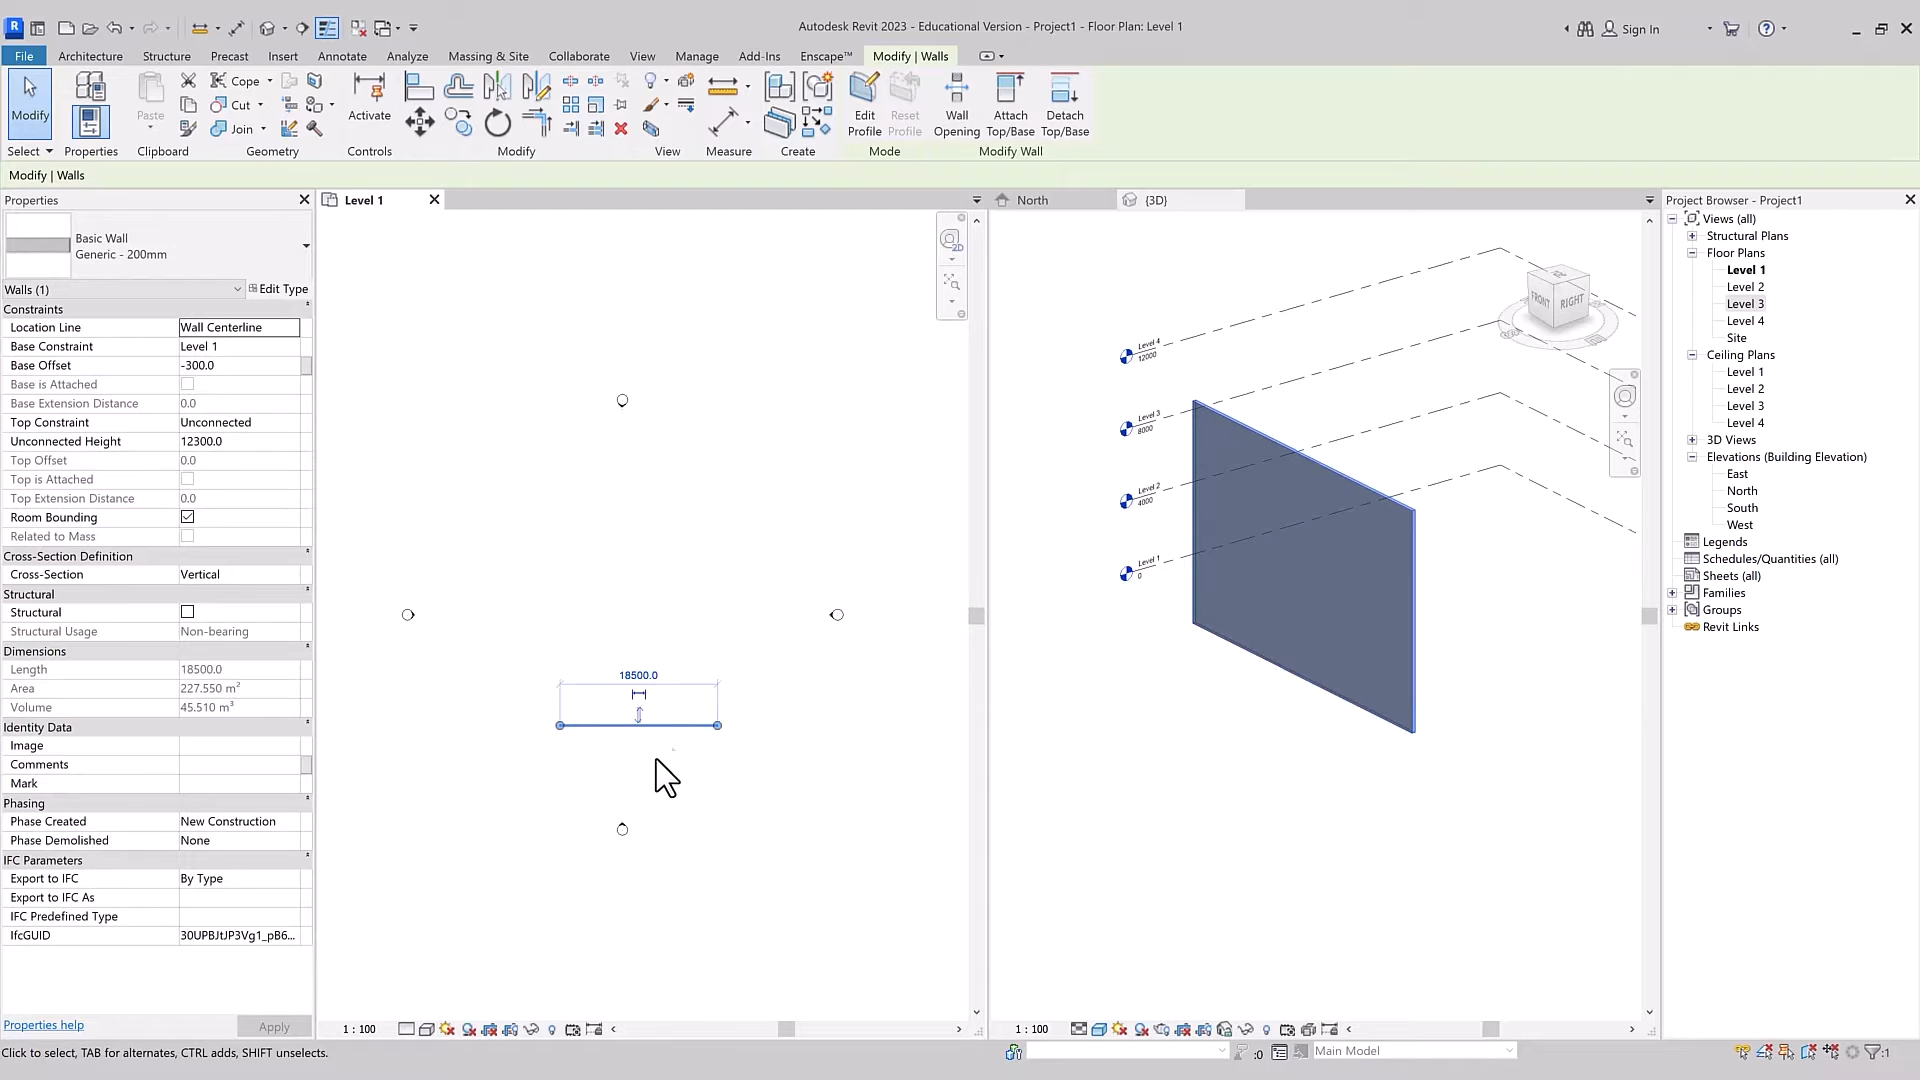 Autodesk Revit 2023 - Educational Version - Project1 - Floor Plan: Level 1
Sign In
File Architecture Structure Precast Insert Annotate Analyze Massing & Site Collaborate View Manage Add-Ins Enscape™ Modify | Walls
Modify
Paste
Cope
Cut
Join
Activate
Edit Profile
Reset Profile
Wall Opening
Attach Top/Base
Detach Top/Base
Select Properties Clipboard Geometry Controls Modify View Measure Create Mode Modify Wall
Modify | Walls
Properties
Basic Wall
Generic - 200mm
Walls (1)
Edit Type
Constraints
Location Line Wall Centerline
Base Constraint Level 1
Base Offset -300.0
Base is Attached
Base Extension Distance 0.0
Top Constraint Unconnected
Unconnected Height 12300.0
Top Offset 0.0
Top is Attached
Top Extension Distance 0.0
Room Bounding
Related to Mass
Cross-Section Definition
Cross-Section Vertical
Structural
Structural
Structural Usage Non-bearing
Dimensions
Length 18500.0
Area 227.550 m²
Volume 45.510 m³
Identity Data
Image
Comments
Mark
Phasing
Phase Created New Construction
Phase Demolished None
IFC Parameters
Export to IFC By Type
Export to IFC As
IFC Predefined Type
IfcGUID 30UPBJtJP3Vg1_pB6...
Properties help
Apply
Level 1
2D
18500.0
1 : 100
North
{3D}
FRONT
RIGHT
Level 4
12000
Level 3
8000
Level 2
4000
Level 1
0
1 : 100
Project Browser - Project1
Views (all)
Structural Plans
Floor Plans
Level 1
Level 2
Level 3
Level 4
Site
Ceiling Plans
Level 1
Level 2
Level 3
Level 4
3D Views
Elevations (Building Elevation)
East
North
South
West
Legends
Schedules/Quantities (all)
Sheets (all)
Families
Groups
Revit Links
Click to select, TAB for alternates, CTRL adds, SHIFT unselects.
:0
Main Model
:1